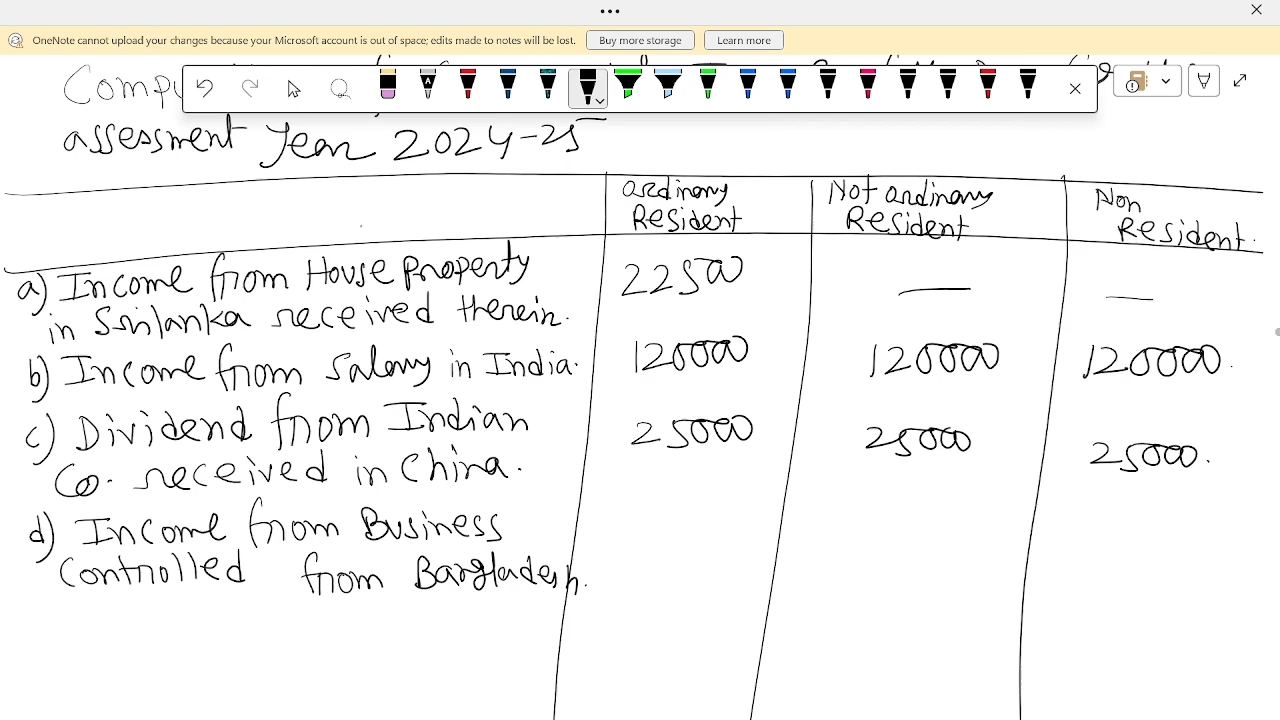 OneNote cannot upload your changes because your Microsoft account is out of space; edits made to notes will be lost. Buy more storage Learn more
assessment Year 2024-25
ordinary Resident
Not ordinary Resident
Non Resident.
a) Income from House Property 22500 — —
in Srilanka received therein.
b) Income from Salary in India. 120000 120000 120000.
c) Dividend from Indian 25000 25000 25000.
Co. received in China.
d) Income from Business
controlled from Bangladesh.